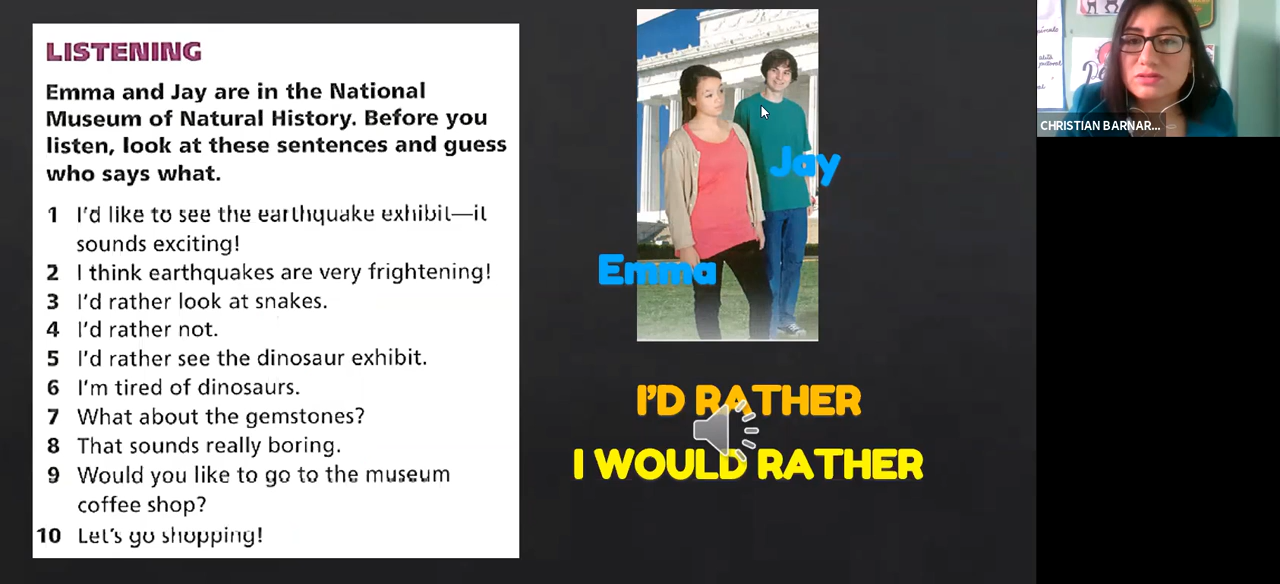 LISTENING
Emma and Jay are in the National
Museum of Natural History. Before you
listen, look at these sentences and guess
who says what.
1 I'd like to see the earthquake exhibit—it
sounds exciting!
2 I think earthquakes are very frightening!
3 I'd rather look at snakes.
4 I'd rather not.
5 I'd rather see the dinosaur exhibit.
6 I'm tired of dinosaurs.
7 What about the gemstones?
8 That sounds really boring.
9 Would you like to go to the museum
coffee shop?
10 Let's go shopping!
Jay
Emma
I'D RATHER
I WOULD RATHER
CHRISTIAN BARNAR...